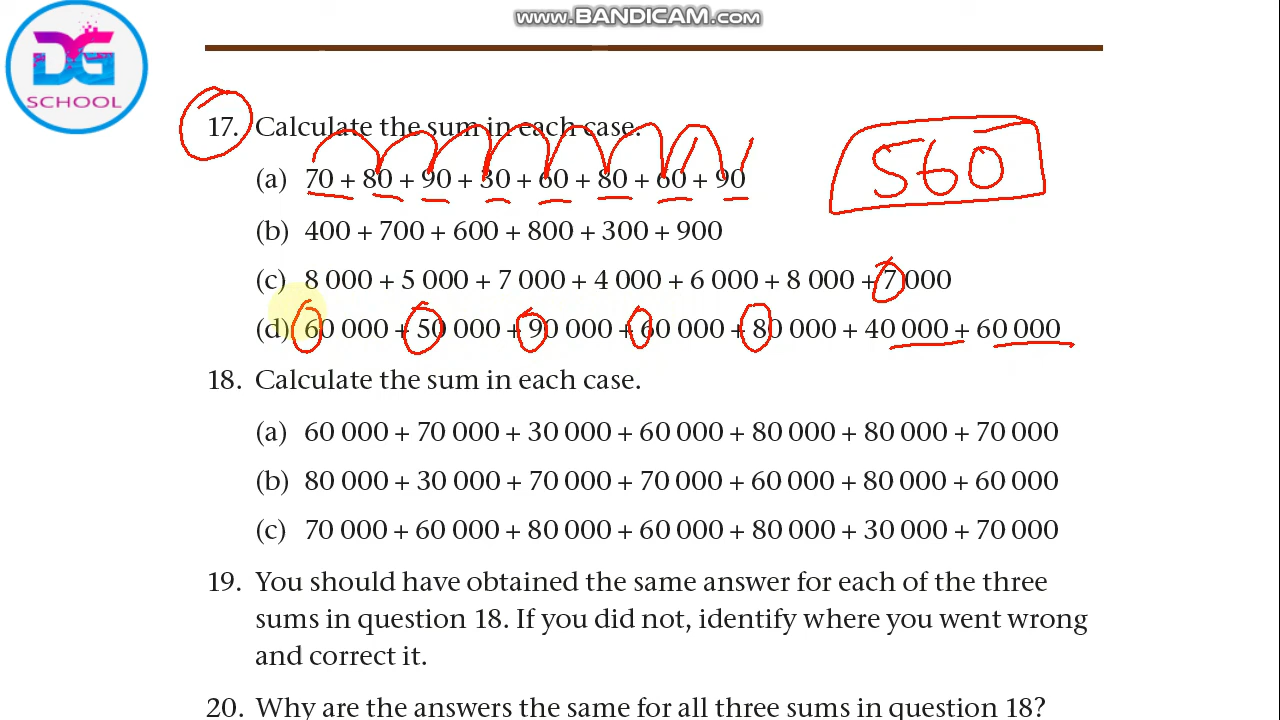 www.BANDICAM.com
DG
SCHOOL
17. Calculate the sum in each case.
(a) 70 + 80 + 90 + 30 + 60 + 80 + 60 + 90
560
(b) 400 + 700 + 600 + 800 + 300 + 900
(c) 8 000 + 5 000 + 7 000 + 4 000 + 6 000 + 8 000 + 7 000
(d) 60 000 + 50 000 + 90 000 + 60 000 + 80 000 + 40 000 + 60 000
18. Calculate the sum in each case.
(a) 60 000 + 70 000 + 30 000 + 60 000 + 80 000 + 80 000 + 70 000
(b) 80 000 + 30 000 + 70 000 + 70 000 + 60 000 + 80 000 + 60 000
(c) 70 000 + 60 000 + 80 000 + 60 000 + 80 000 + 30 000 + 70 000
19. You should have obtained the same answer for each of the three
sums in question 18. If you did not, identify where you went wrong
and correct it.
20. Why are the answers the same for all three sums in question 18?